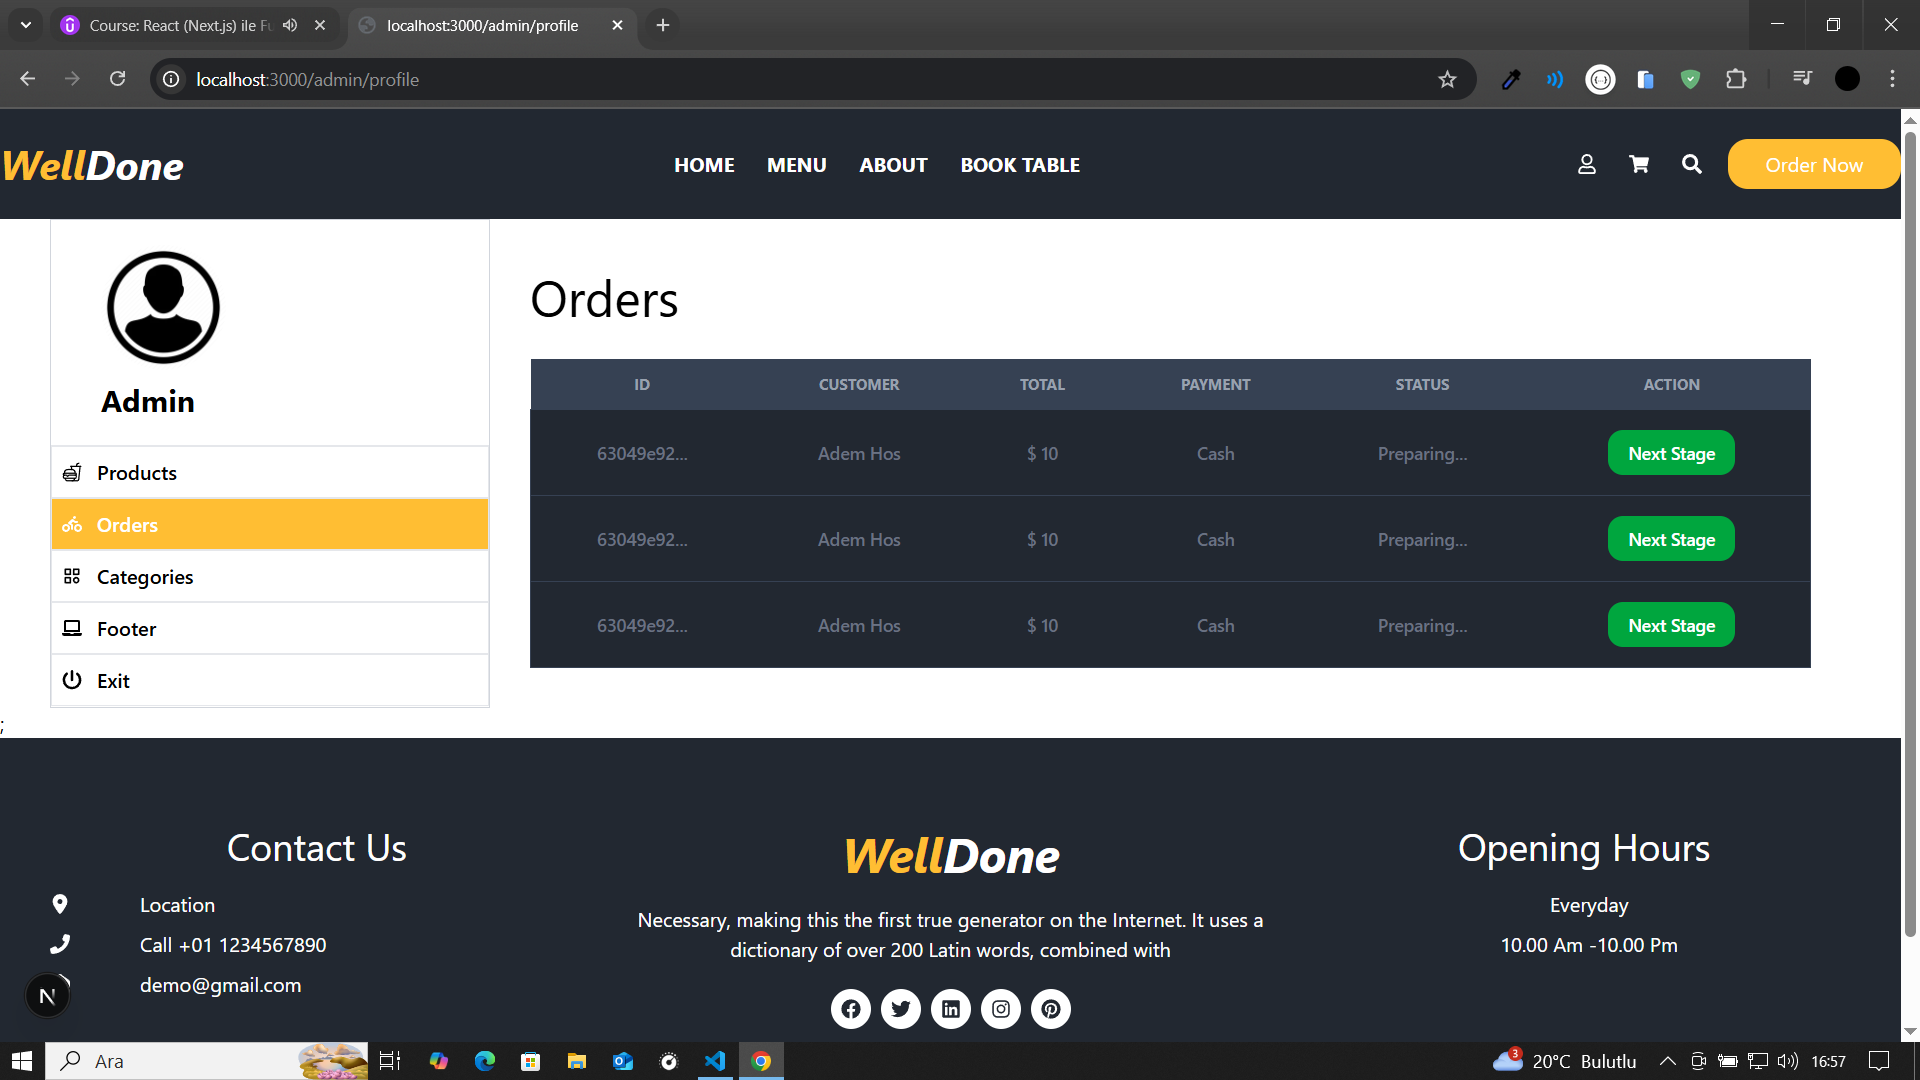 Course: React (Next.js) ile Fu
localhost:3000/admin/profile
localhost:3000/admin/profile
WellDone
HOME MENU ABOUT BOOK TABLE
Order Now
Admin
Products
Orders
Categories
Footer
Exit
Orders
ID CUSTOMER TOTAL PAYMENT STATUS ACTION
63049e92... Adem Hos $ 10 Cash Preparing... Next Stage
63049e92... Adem Hos $ 10 Cash Preparing... Next Stage
63049e92... Adem Hos $ 10 Cash Preparing... Next Stage
;
Contact Us
Location
Call +01 1234567890
demo@gmail.com
WellDone
Necessary, making this the first true generator on the Internet. It uses a
dictionary of over 200 Latin words, combined with
Opening Hours
Everyday
10.00 Am -10.00 Pm
N
Ara
3
20°C Bulutlu
16:57